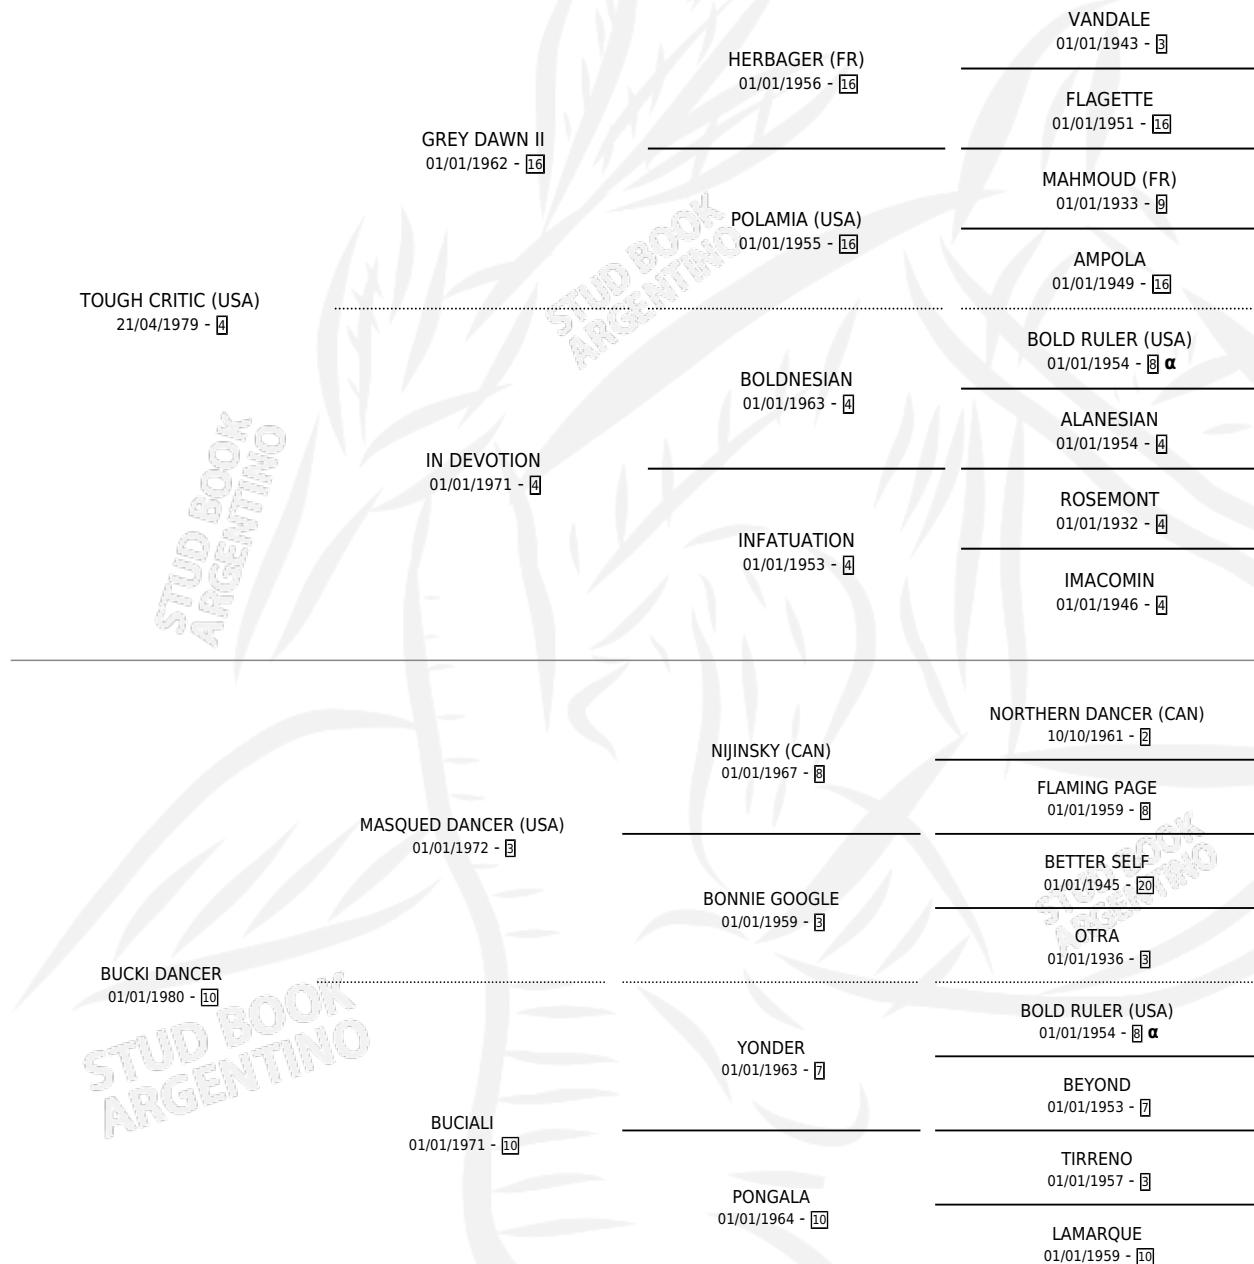 VANDALE
01/01/1943 - 3
HERBAGER (FR)
01/01/1956 - 16
FLAGETTE
01/01/1951 - 16
GREY DAWN II
01/01/1962 - 16
MAHMOUD (FR)
01/01/1933 - 9
POLAMIA (USA)
01/01/1955 - 16
AMPOLA
01/01/1949 - 16
STUD BOOK
ARGENTINO
TOUGH CRITIC (USA)
21/04/1979 - 4
BOLD RULER (USA)
01/01/1954 - 8 α
BOLDNESIAN
01/01/1963 - 4
ALANESIAN
01/01/1954 - 4
IN DEVOTION
01/01/1971 - 4
ROSEMONT
01/01/1932 - 4
INFATUATION
01/01/1953 - 4
IMACOMIN
01/01/1946 - 4
STUD BOOK
ARGENTINO
NORTHERN DANCER (CAN)
10/10/1961 - 2
NIJINSKY (CAN)
01/01/1967 - 8
FLAMING PAGE
01/01/1959 - 8
MASQUED DANCER (USA)
01/01/1972 - 3
BETTER SELF
01/01/1945 - 20
BONNIE GOOGLE
01/01/1959 - 3
OTRA
01/01/1936 - 3
STUD BOOK
ARGENTINO
BUCKI DANCER
01/01/1980 - 10
BOLD RULER (USA)
01/01/1954 - 8 α
YONDER
01/01/1963 - 7
BEYOND
01/01/1953 - 7
STUD BOOK
ARGENTINO
BUCIALI
01/01/1971 - 10
TIRRENO
01/01/1957 - 3
PONGALA
01/01/1964 - 10
LAMARQUE
01/01/1959 - 10